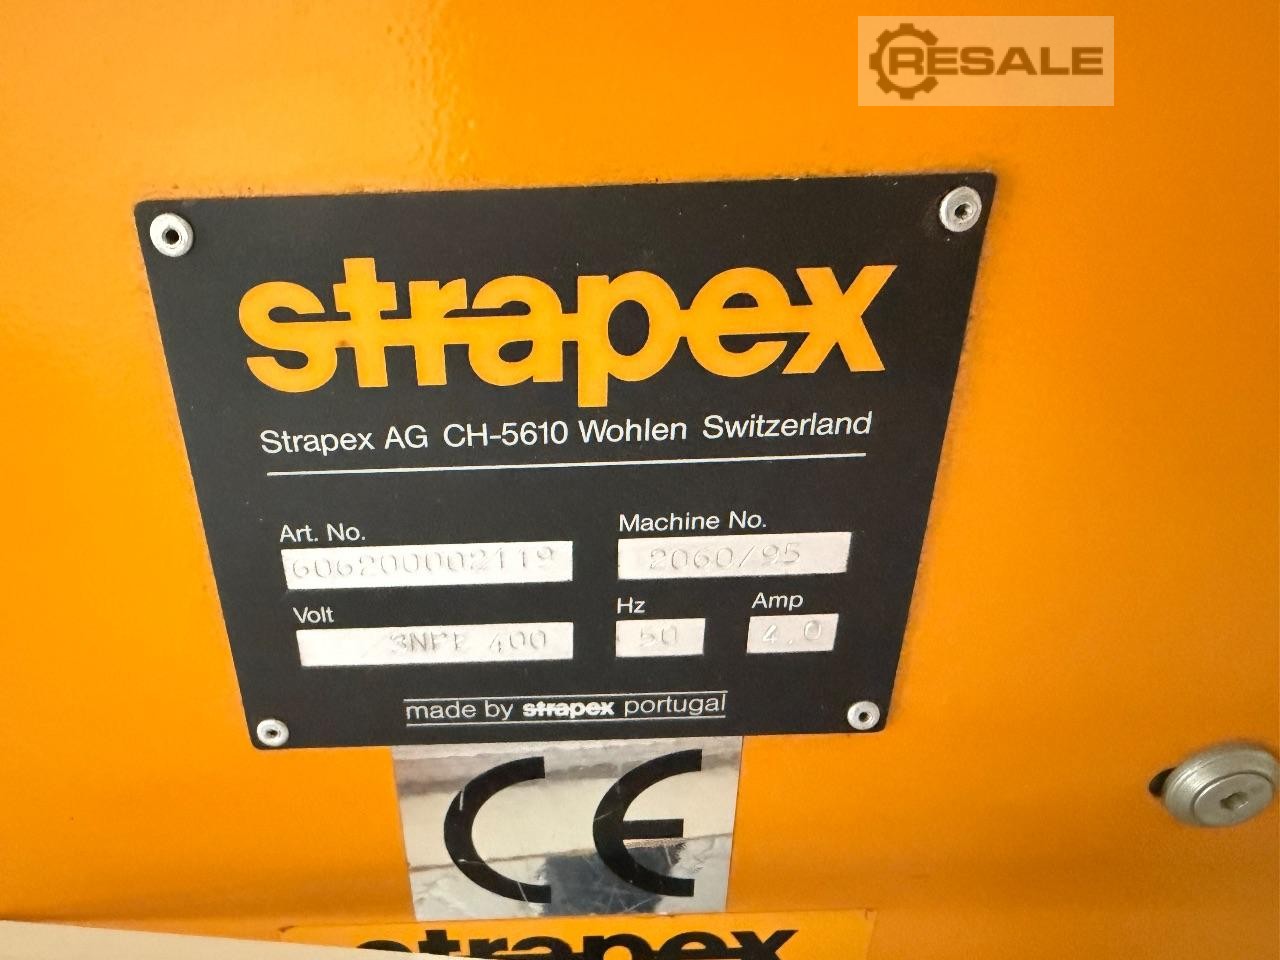 RESALE
strapex
Strapex AG CH-5610 Wohlen Switzerland
Art. No.
Machine No.
606200002119
2060/95
Volt
Hz
Amp
/3NPE 400
50
4.0
made by strapex portugal
CE
strapex